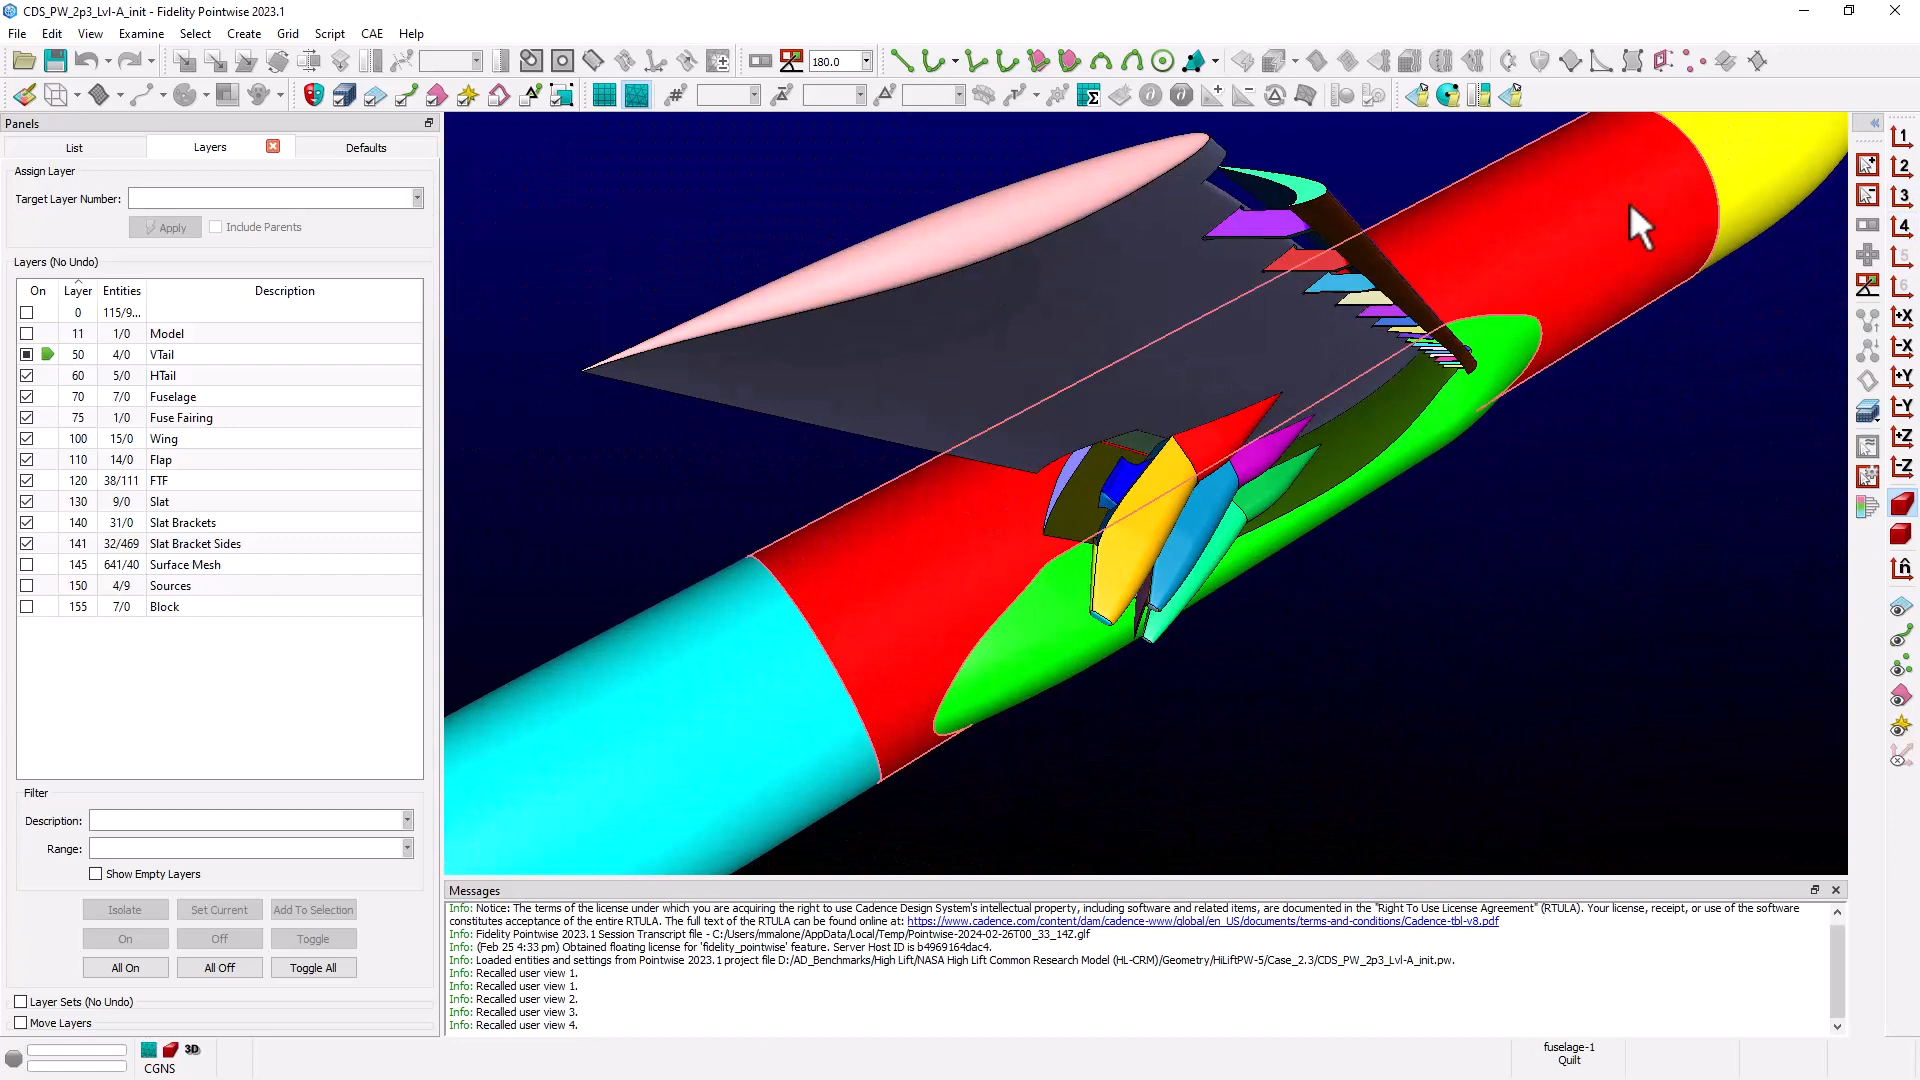 CDS_PW_2p3_Lvl-A_init - Fidelity Pointwise 2023.1
File Edit View Examine Select Create Grid Script CAE Help
180.0
Panels
List Layers Defaults
Assign Layer
Target Layer Number:
Apply Include Parents
Layers (No Undo)
On Layer Entities Description
0 115/9...
11 1/0 Model
50 4/0 VTail
60 5/0 HTail
70 7/0 Fuselage
75 1/0 Fuse Fairing
100 15/0 Wing
110 14/0 Flap
120 38/111 FTF
130 9/0 Slat
140 31/0 Slat Brackets
141 32/469 Slat Bracket Sides
145 641/40 Surface Mesh
150 4/9 Sources
155 7/0 Block
Filter
Description:
Range:
Show Empty Layers
Isolate Set Current Add To Selection
On Off Toggle
All On All Off Toggle All
Layer Sets (No Undo)
Move Layers
3D
CGNS
1
2
3
4
5
6
+X
-X
+Y
-Y
+Z
-Z
n̂
Messages
Info: Notice: The terms of the license under which you are acquiring the right to use Cadence Design System's intellectual property, including software and related items, are documented in the "Right To Use License Agreement" (RTULA). Your license, receipt, or use of the software
constitutes acceptance of the entire RTULA. The full text of the RTULA can be found online at: https://www.cadence.com/content/dam/cadence-www/global/en_US/documents/terms-and-conditions/Cadence-tbl-v8.pdf
Info: Fidelity Pointwise 2023.1 Session Transcript file - C:/Users/mmalone/AppData/Local/Temp/Pointwise-2024-02-26T00_33_14Z.glf
Info: (Feb 25 4:33 pm) Obtained floating license for 'fidelity_pointwise' feature. Server Host ID is b4969164dac4.
Info: Loaded entities and settings from Pointwise 2023.1 project file D:/AD_Benchmarks/High Lift/NASA High Lift Common Research Model (HL-CRM)/Geometry/HiLiftPW-5/Case_2.3/CDS_PW_2p3_Lvl-A_init.pw.
Info: Recalled user view 1.
Info: Recalled user view 1.
Info: Recalled user view 2.
Info: Recalled user view 3.
Info: Recalled user view 4.
fuselage-1
Quilt